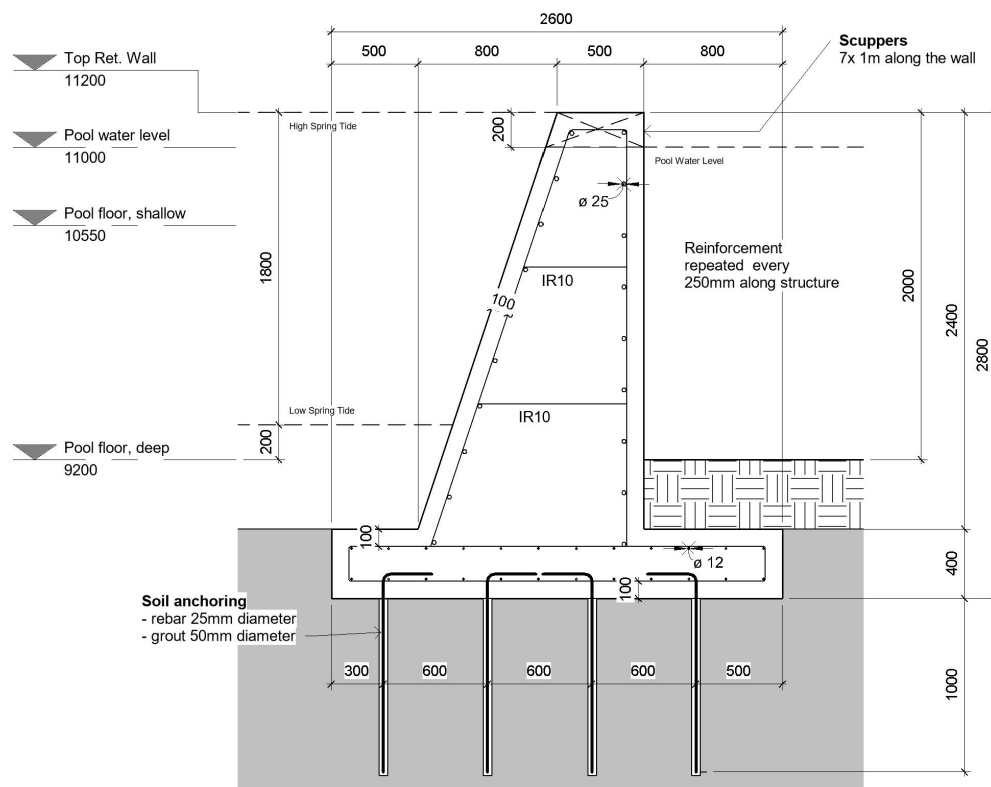 2600
500
800
500
800
Scuppers
7x 1m along the wall
Top Ret. Wall
11200
High Spring Tide
200
Pool water level
11000
Pool Water Level
Pool floor, shallow
10550
ø 25
Reinforcement
repeated every
250mm along structure
1800
IR10
100
2000
2400
2800
Low Spring Tide
IR10
200
Pool floor, deep
9200
100
ø 12
400
100
Soil anchoring
- rebar 25mm diameter
- grout 50mm diameter
300
600
600
600
500
1000